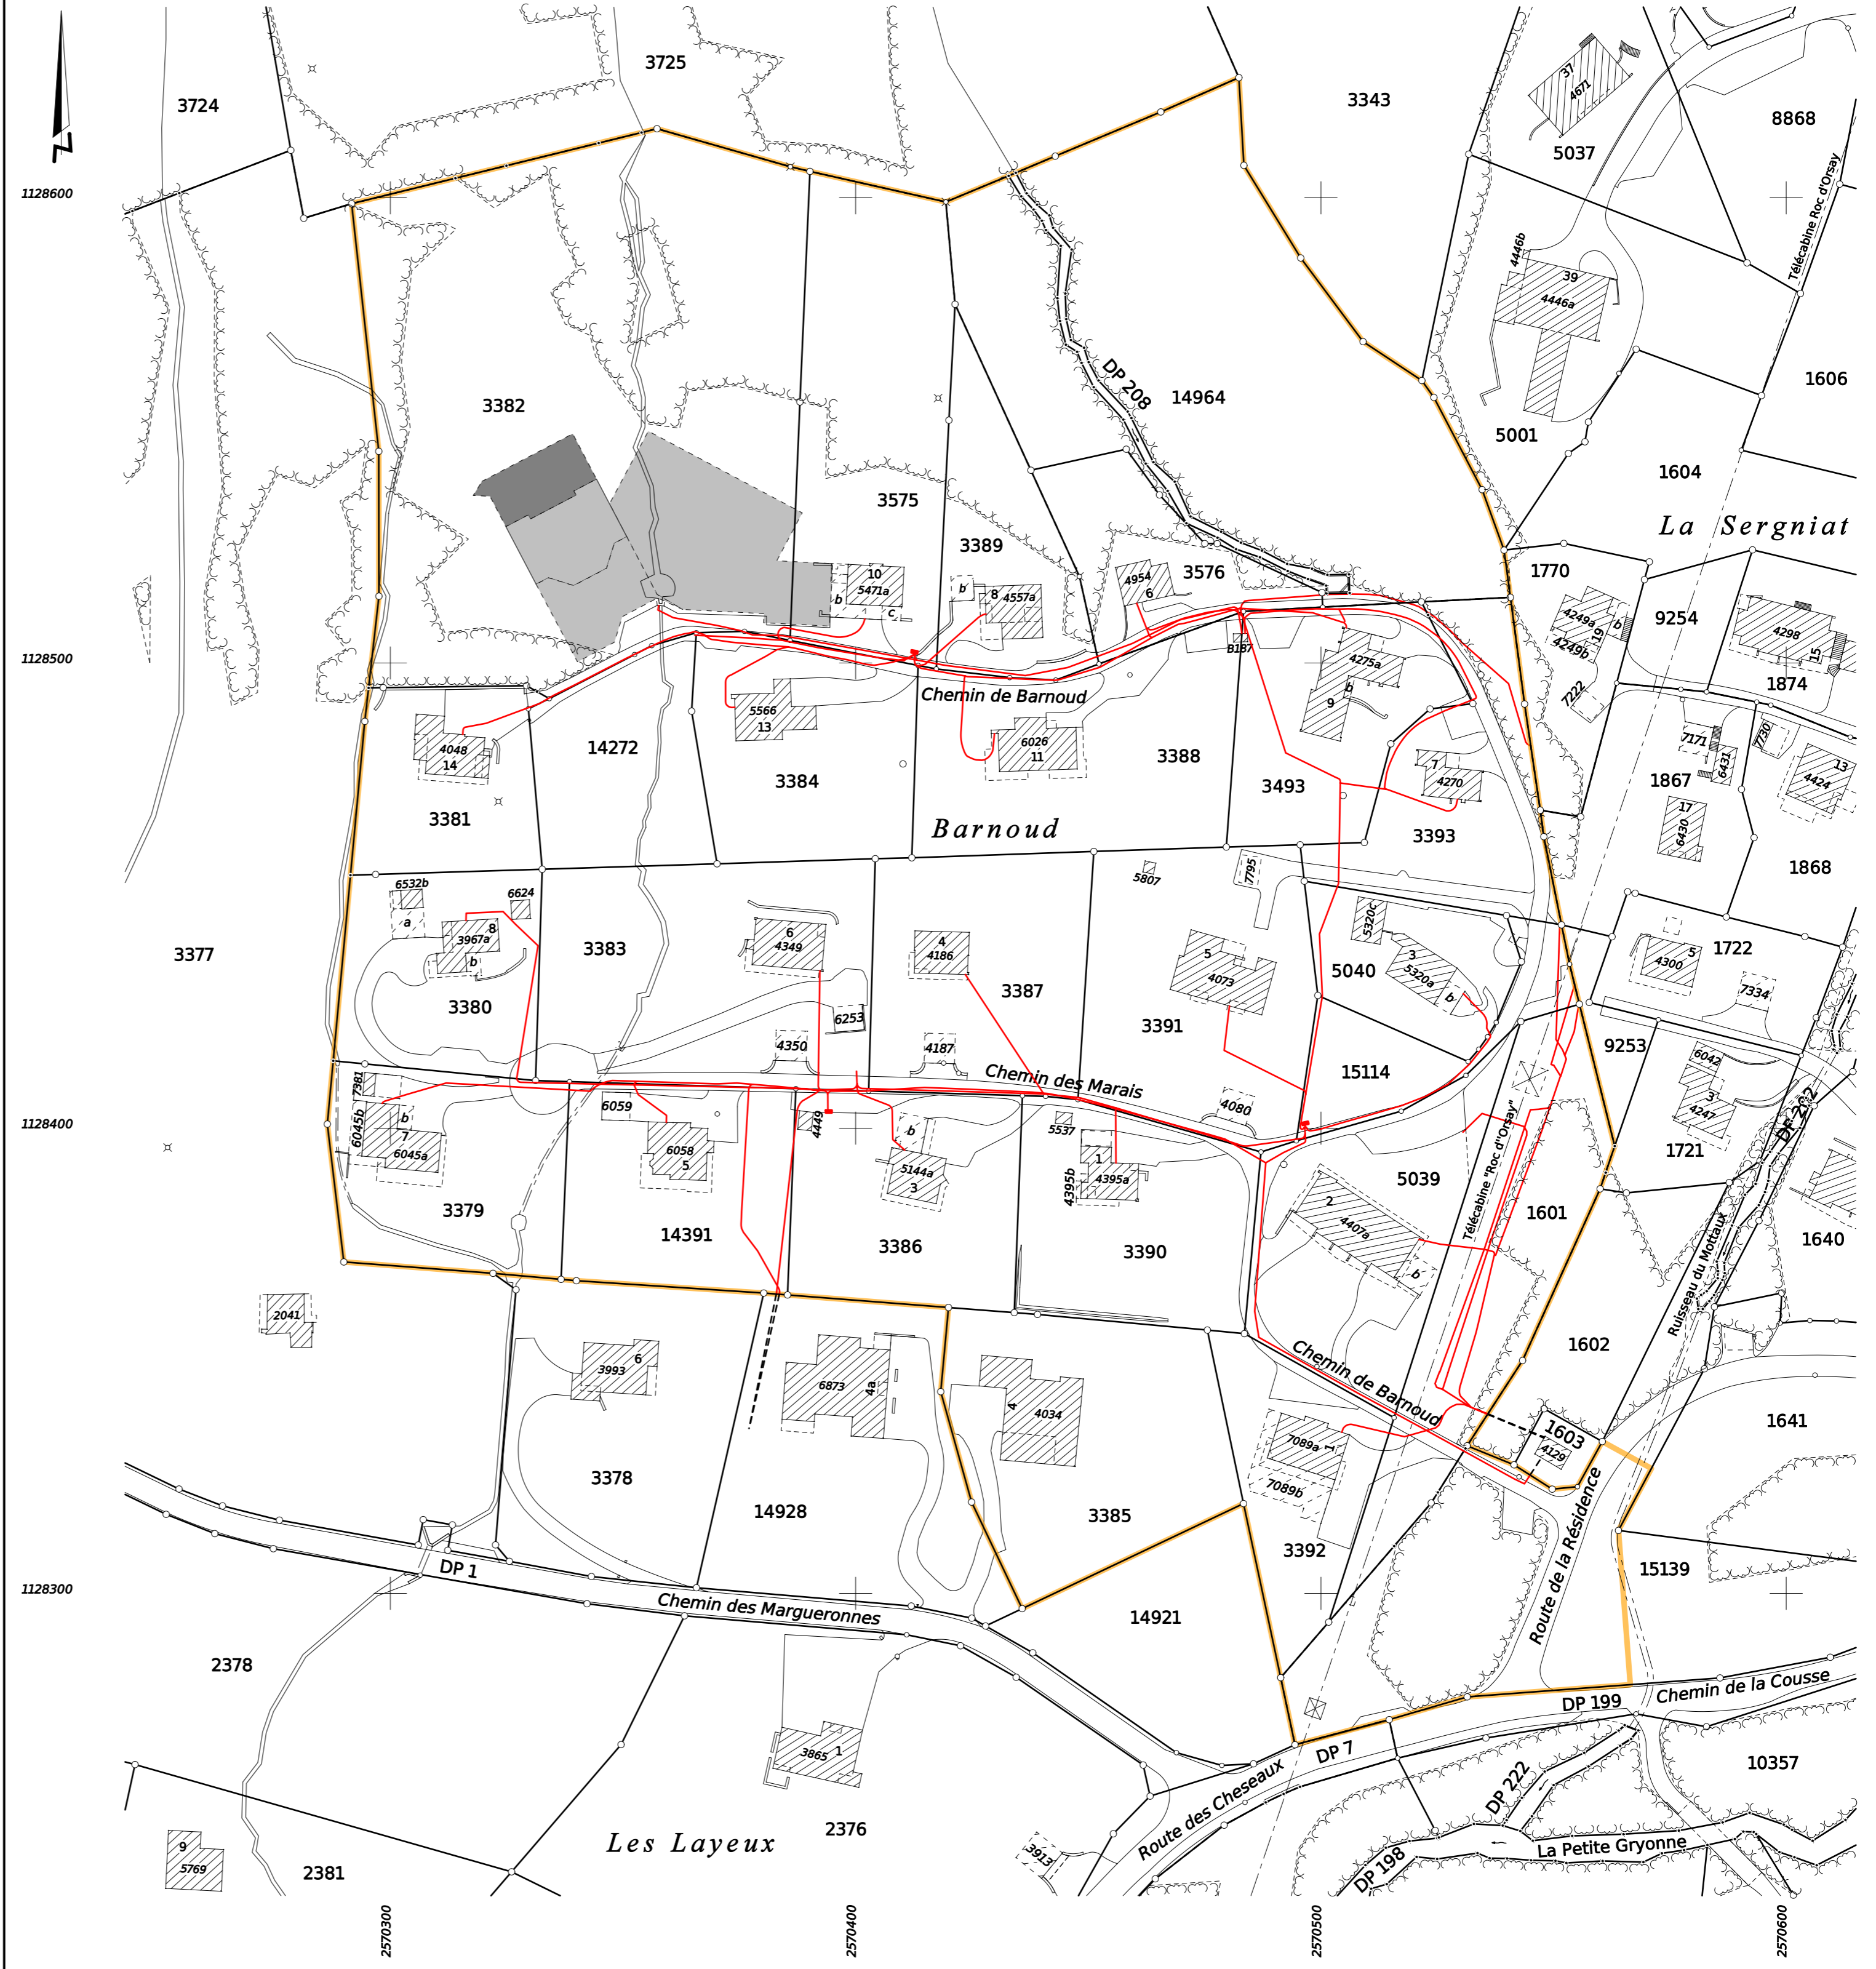 3725
3724
3343
8868
37
4671
5037
1128600
Télécabine Roc d'Orsay
4446b
39
4446a
1606
3382
DP 208
14964
5001
1604
3575
La Sergniat
3389
3576
1770
10
5471a
b
c
b
8
4557a
4954
6
4249a
b
19
4249b
9254
4298
15
1128500
B187
4275a
b
9
7222
1874
Chemin de Barnoud
5566
13
6026
11
4048
14
14272
3384
3388
3493
7
4270
7171
6431
7730
13
4424
1867
17
6430
3381
Barnoud
3393
1868
5807
7795
6532b
a
6624
8
3967a
b
3383
6
4349
4
4186
5320c
3
5320a
b
5
4073
5040
5
4300
1722
7334
3377
3380
3387
3391
6253
4350
4187
9253
6042
3
4247
Chemin des Marais
15114
7381
6045b
b
7
6045a
6059
4449
4080
5537
1128400
DP 222
Télécabine "Roc d'Orsay"
1721
6058
5
b
5144a
3
1
4395b
4395a
5039
2
4407a
b
1601
3379
14391
3386
3390
Ruisseau du Mottaux
1640
2041
1602
3993
6
6873
4a
4
4034
Chemin de Barnoud
1603
4129
1641
7089a
1
7089b
3378
14928
3385
3392
Route de la Résidence
15139
DP 1
1128300
Chemin des Margueronnes
14921
2378
Chemin de la Cousse
DP 199
3865
1
DP 7
Route des Cheseaux
DP 222
10357
Les Layeux
2376
La Petite Gryonne
DP 198
3913
9
5769
2381
2570300
2570400
2570500
2570600